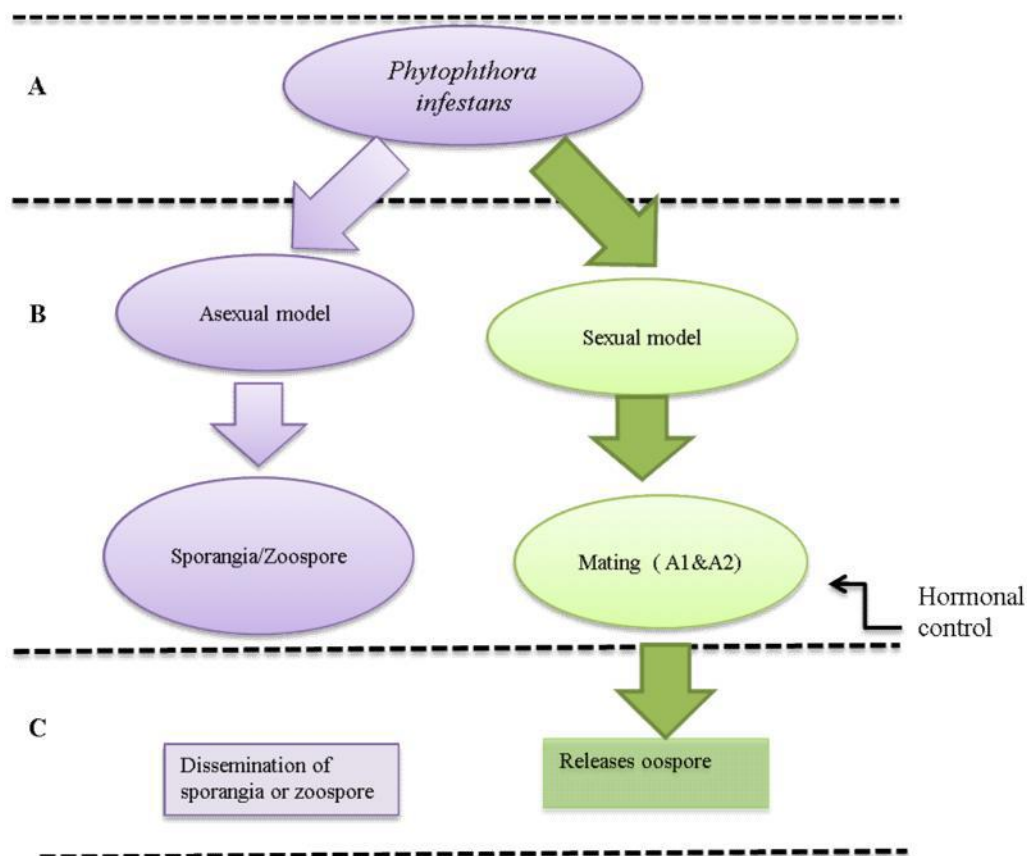 A
Phytophthora
infestans
B
Asexual model
Sexual model
Sporangia/Zoospore
Mating ( A1&A2)
Hormonal
control
C
Dissemination of
sporangia or zoospore
Releases oospore